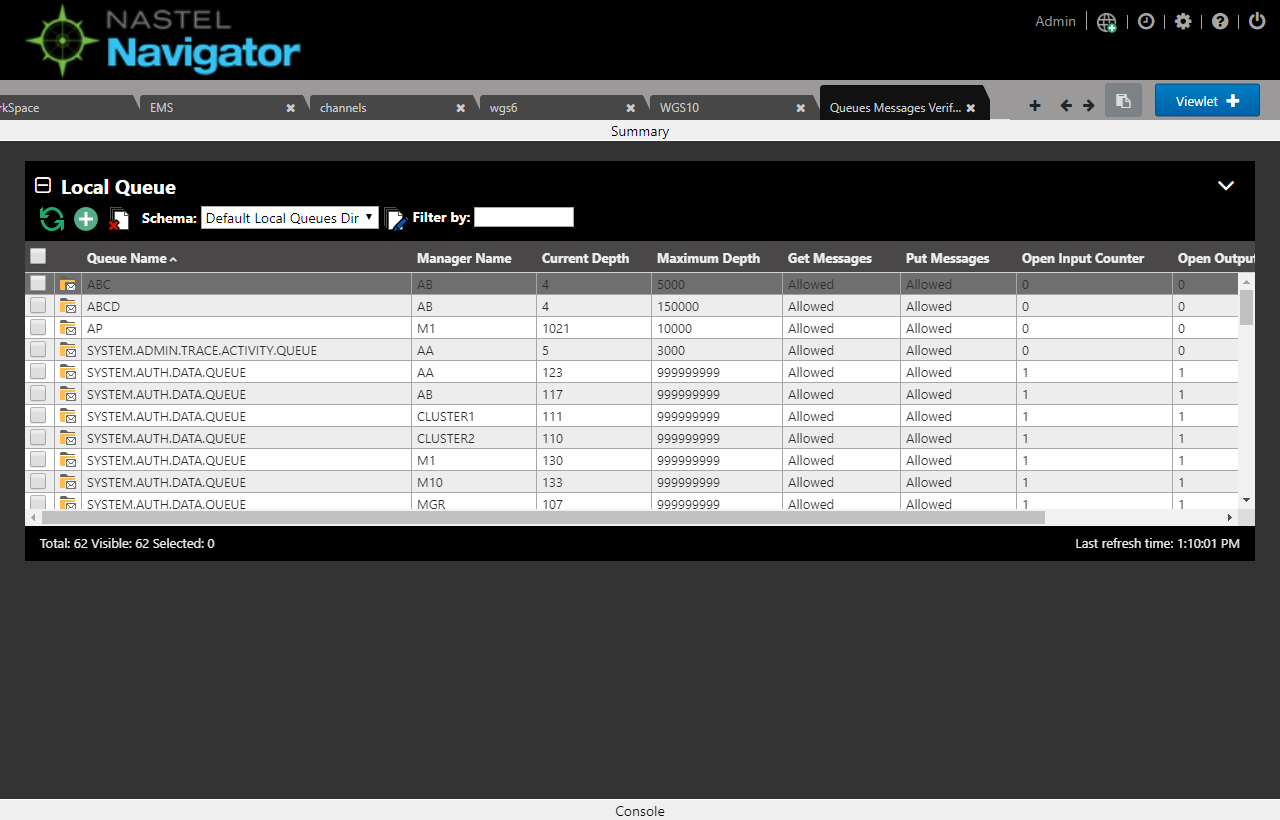 NASTEL
Navigator
Admin
rkSpace EMS channels wgs6 WGS10 Queues Messages Verif... Viewlet
Summary
Local Queue
Schema: Default Local Queues Dir Filter by:
Queue Name Manager Name Current Depth Maximum Depth Get Messages Put Messages Open Input Counter Open Output
ABC AB 4 5000 Allowed Allowed 0 0
ABCD AB 4 150000 Allowed Allowed 0 0
AP M1 1021 10000 Allowed Allowed 0 0
SYSTEM.ADMIN.TRACE.ACTIVITY.QUEUE AA 5 3000 Allowed Allowed 0 0
SYSTEM.AUTH.DATA.QUEUE AA 123 999999999 Allowed Allowed 1 1
SYSTEM.AUTH.DATA.QUEUE AB 117 999999999 Allowed Allowed 1 1
SYSTEM.AUTH.DATA.QUEUE CLUSTER1 111 999999999 Allowed Allowed 1 1
SYSTEM.AUTH.DATA.QUEUE CLUSTER2 110 999999999 Allowed Allowed 1 1
SYSTEM.AUTH.DATA.QUEUE M1 130 999999999 Allowed Allowed 1 1
SYSTEM.AUTH.DATA.QUEUE M10 133 999999999 Allowed Allowed 1 1
SYSTEM.AUTH.DATA.QUEUE MGR 107 999999999 Allowed Allowed 1 1
Total: 62 Visible: 62 Selected: 0 Last refresh time: 1:10:01 PM
Console